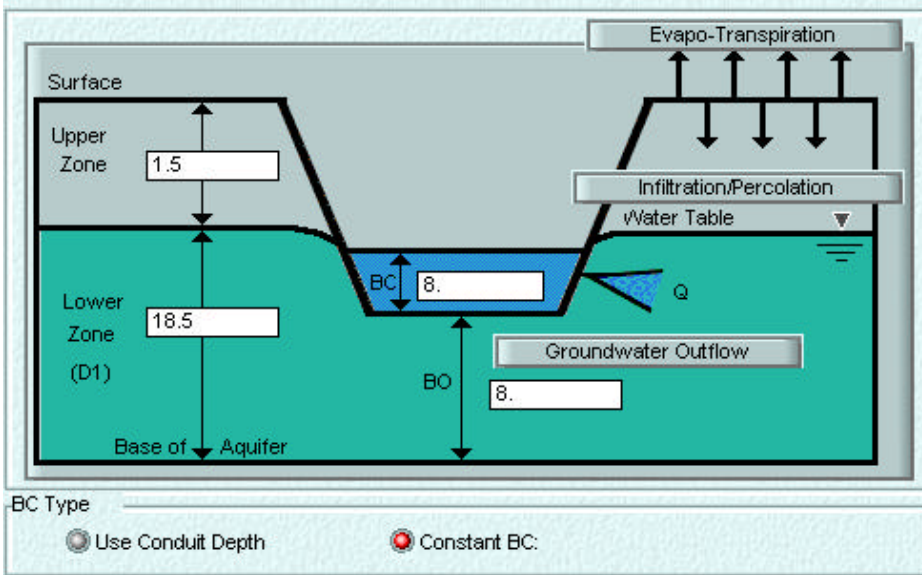 Evapo-Transpiration
Surface
Upper
Zone
1.5
Infiltration/Percolation
Water Table
BC
8.
Q
Lower
Zone
(D1)
18.5
Groundwater Outflow
BO
8.
Base of Aquifer
BC Type
Use Conduit Depth
Constant BC: